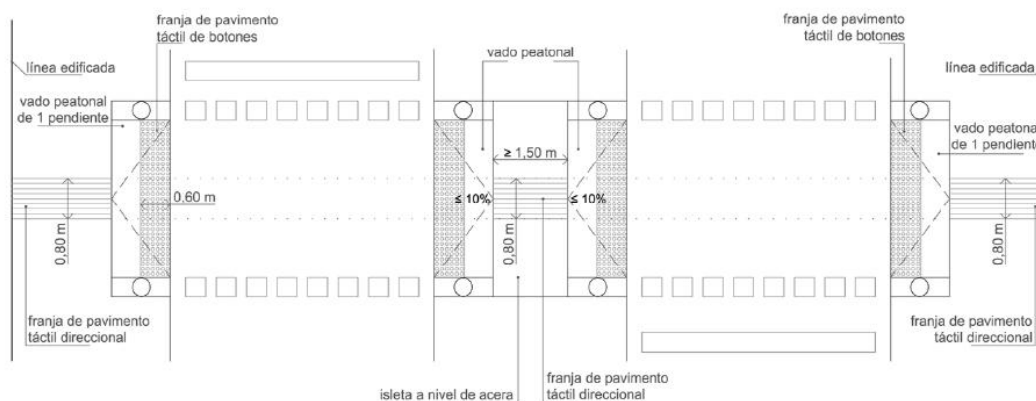 franja de pavimento
táctil de botones
línea edificada
vado peatonal
de 1 pendiente
0,60 m
0,80 m
franja de pavimento
táctil direccional
vado peatonal
≥ 1,50 m
≤ 10%
≤ 10%
0,80 m
isleta a nivel de acera
franja de pavimento
táctil direccional
franja de pavimento
táctil de botones
línea edificada
vado peatonal
de 1 pendiente
0,80 m
franja de pavimento
táctil direccional